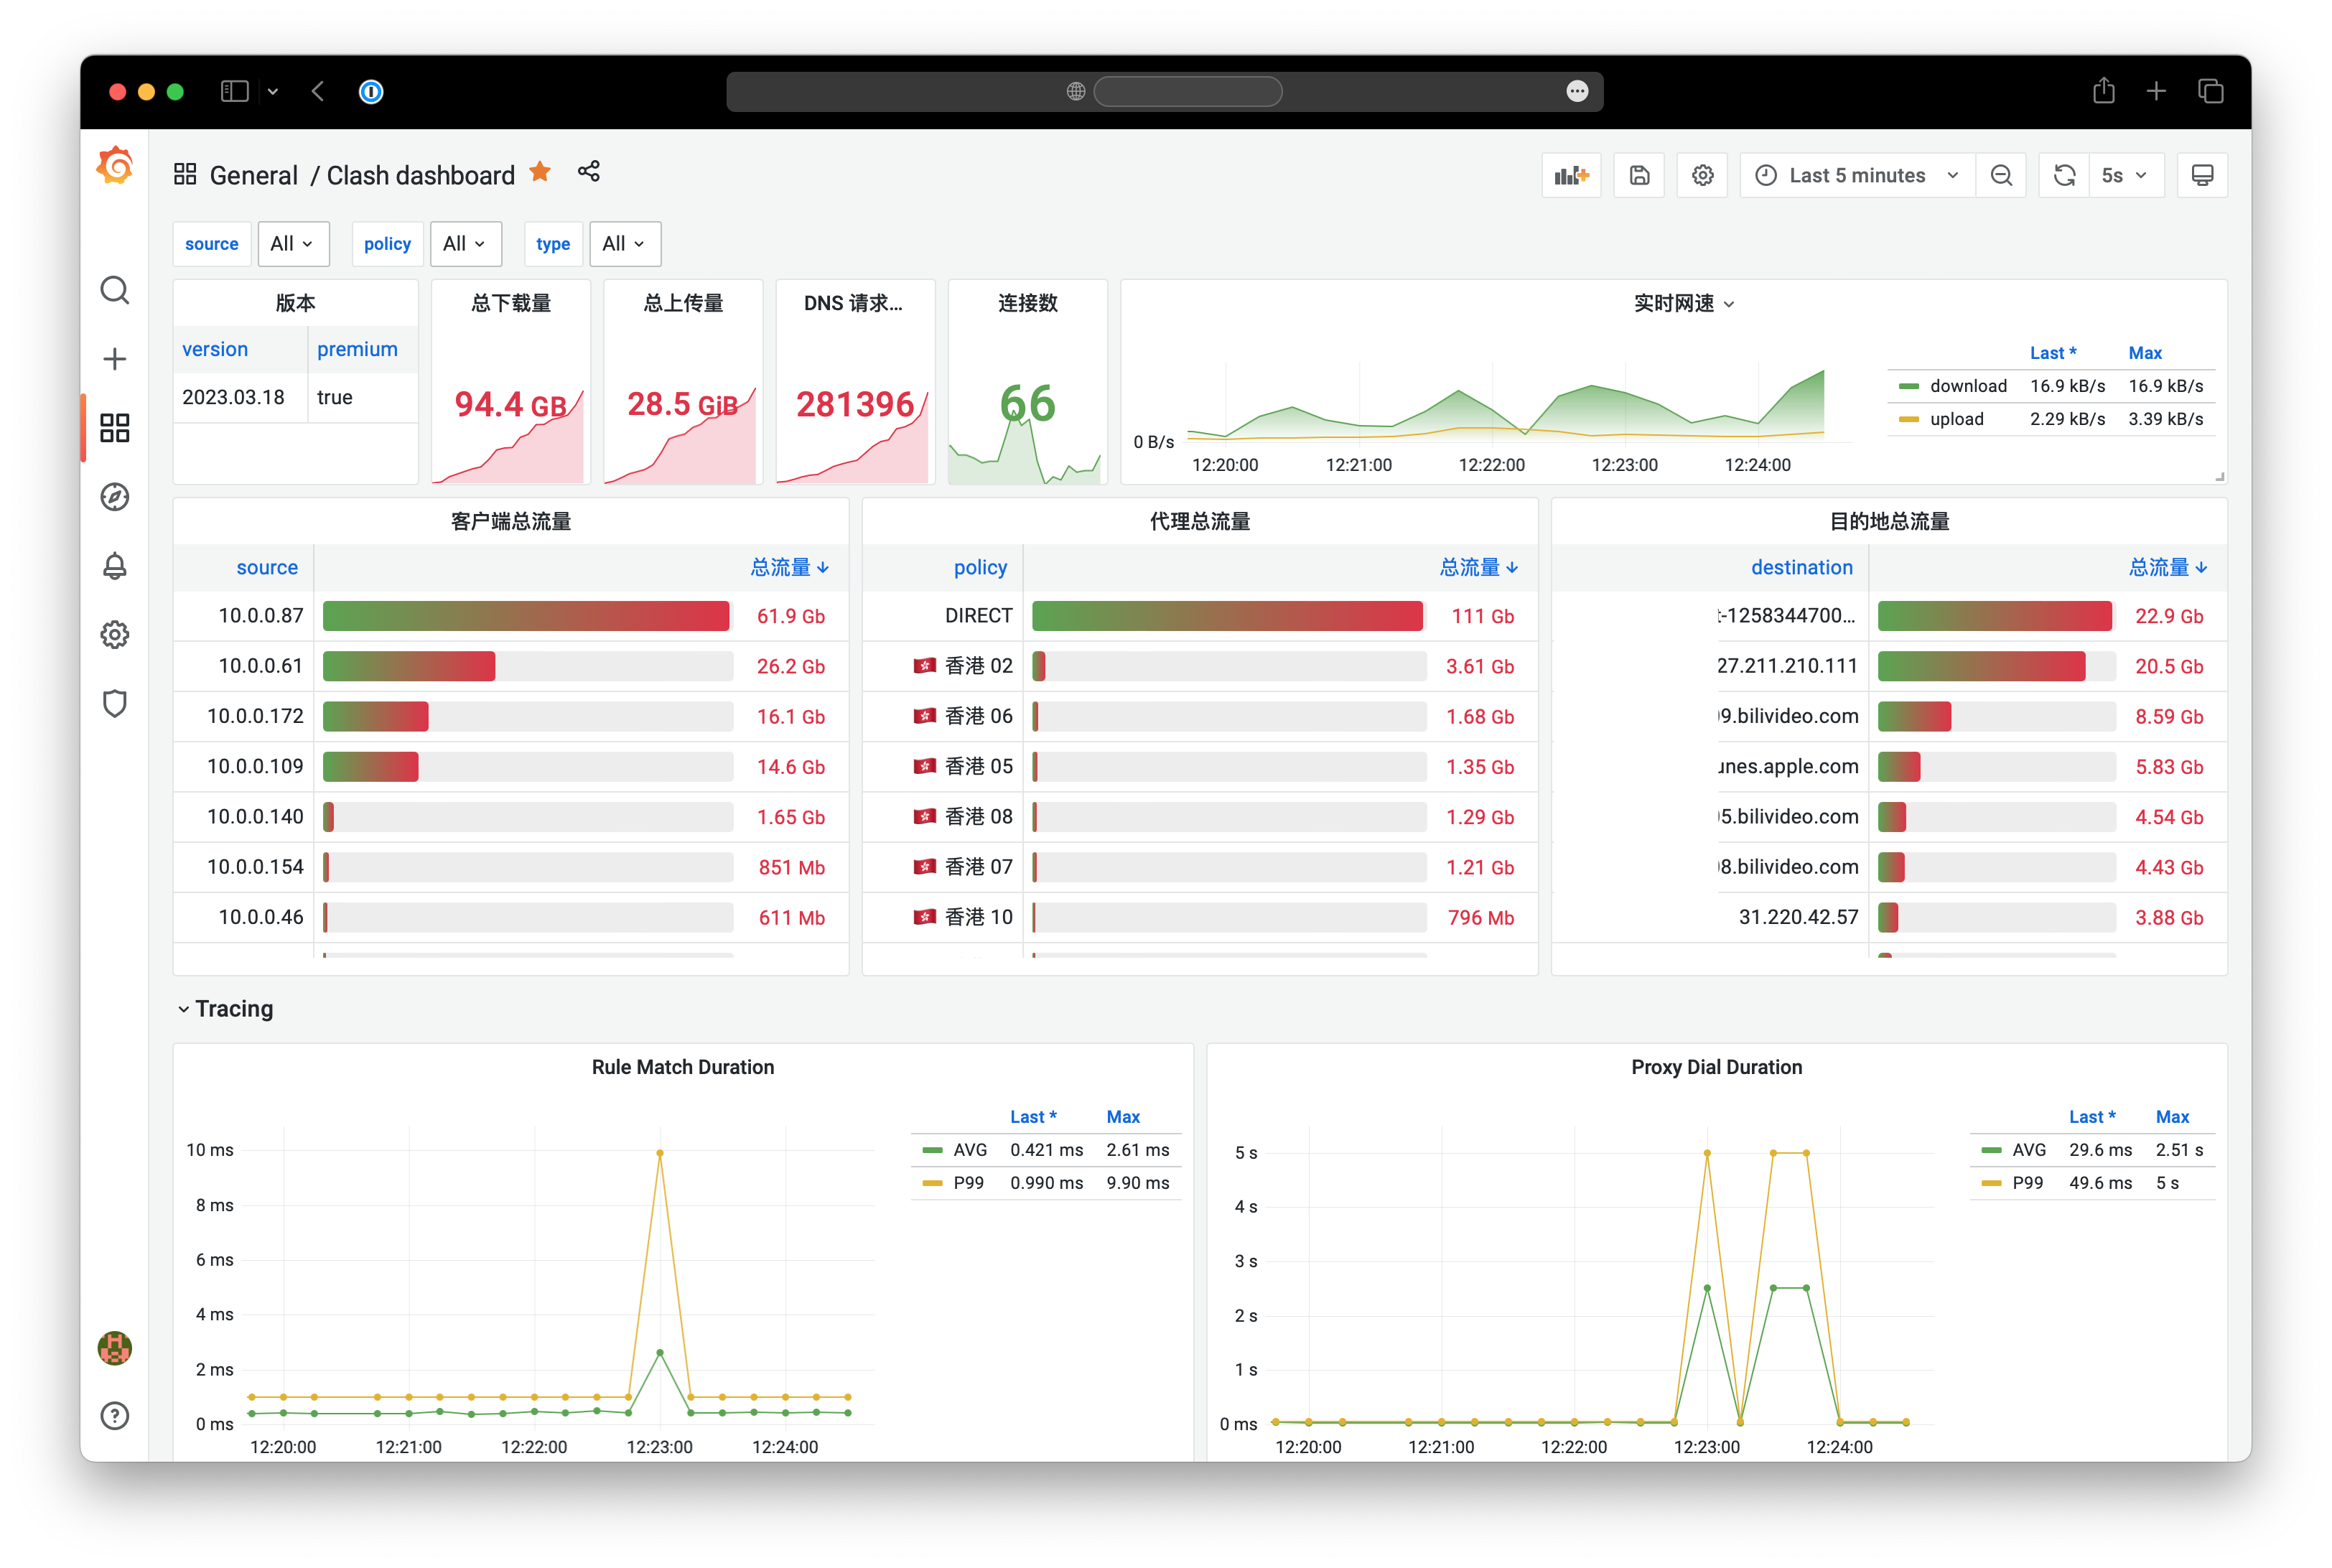 General / Clash dashboard
Last 5 minutes
5s
source All policy All type All
版本
version premium
2023.03.18 true
总下载量
94.4 GB
总上传量
28.5 GiB
DNS 请求...
281396
连接数
66
实时网速
Last * Max
download 16.9 kB/s 16.9 kB/s
upload 2.29 kB/s 3.39 kB/s
0 B/s
12:20:00 12:21:00 12:22:00 12:23:00 12:24:00
客户端总流量
source 总流量
10.0.0.87 61.9 Gb
10.0.0.61 26.2 Gb
10.0.0.172 16.1 Gb
10.0.0.109 14.6 Gb
10.0.0.140 1.65 Gb
10.0.0.154 851 Mb
10.0.0.46 611 Mb
代理总流量
policy 总流量
DIRECT 111 Gb
香港 02 3.61 Gb
香港 06 1.68 Gb
香港 05 1.35 Gb
香港 08 1.29 Gb
香港 07 1.21 Gb
香港 10 796 Mb
目的地总流量
destination 总流量
t-1258344700... 22.9 Gb
27.211.210.111 20.5 Gb
9.bilivideo.com 8.59 Gb
unes.apple.com 5.83 Gb
5.bilivideo.com 4.54 Gb
8.bilivideo.com 4.43 Gb
31.220.42.57 3.88 Gb
Tracing
Rule Match Duration
Last * Max
AVG 0.421 ms 2.61 ms
P99 0.990 ms 9.90 ms
10 ms
8 ms
6 ms
4 ms
2 ms
0 ms
12:20:00 12:21:00 12:22:00 12:23:00 12:24:00
Proxy Dial Duration
Last * Max
AVG 29.6 ms 2.51 s
P99 49.6 ms 5 s
5 s
4 s
3 s
2 s
1 s
0 ms
12:20:00 12:21:00 12:22:00 12:23:00 12:24:00